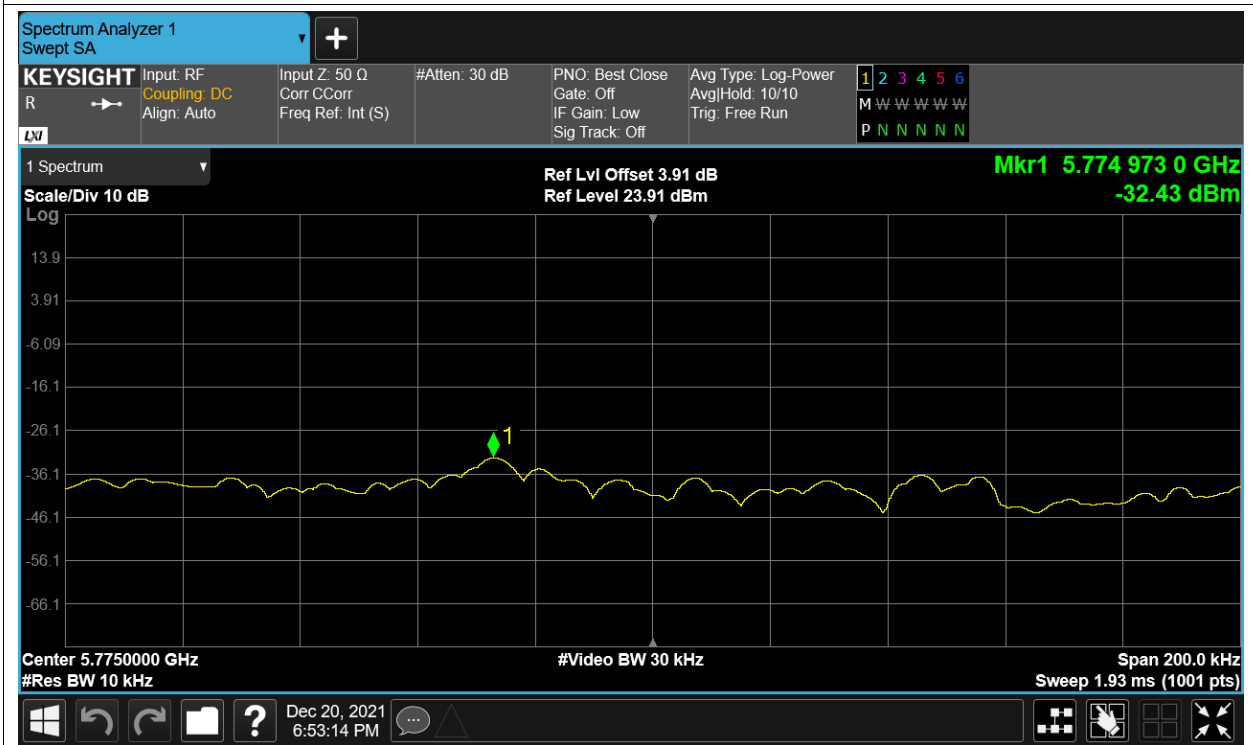 Spectrum Analyzer 1
Swept SA
KEYSIGHT
R
LXI
Input: RF
Coupling: DC
Align: Auto
Input Z: 50 Ω
Corr CCorr
Freq Ref: Int (S)
#Atten: 30 dB
PNO: Best Close
Gate: Off
IF Gain: Low
Sig Track: Off
Avg Type: Log-Power
Avg|Hold: 10/10
Trig: Free Run
1 2 3 4 5 6
M W W W W W
P N N N N N
1 Spectrum
Scale/Div 10 dB
Log
Ref Lvl Offset 3.91 dB
Ref Level 23.91 dBm
Mkr1 5.774 973 0 GHz
-32.43 dBm
13.9
3.91
-6.09
-16.1
-26.1
1
-36.1
-46.1
-56.1
-66.1
Center 5.7750000 GHz
#Video BW 30 kHz
Span 200.0 kHz
#Res BW 10 kHz
Sweep 1.93 ms (1001 pts)
?
Dec 20, 2021
6:53:14 PM